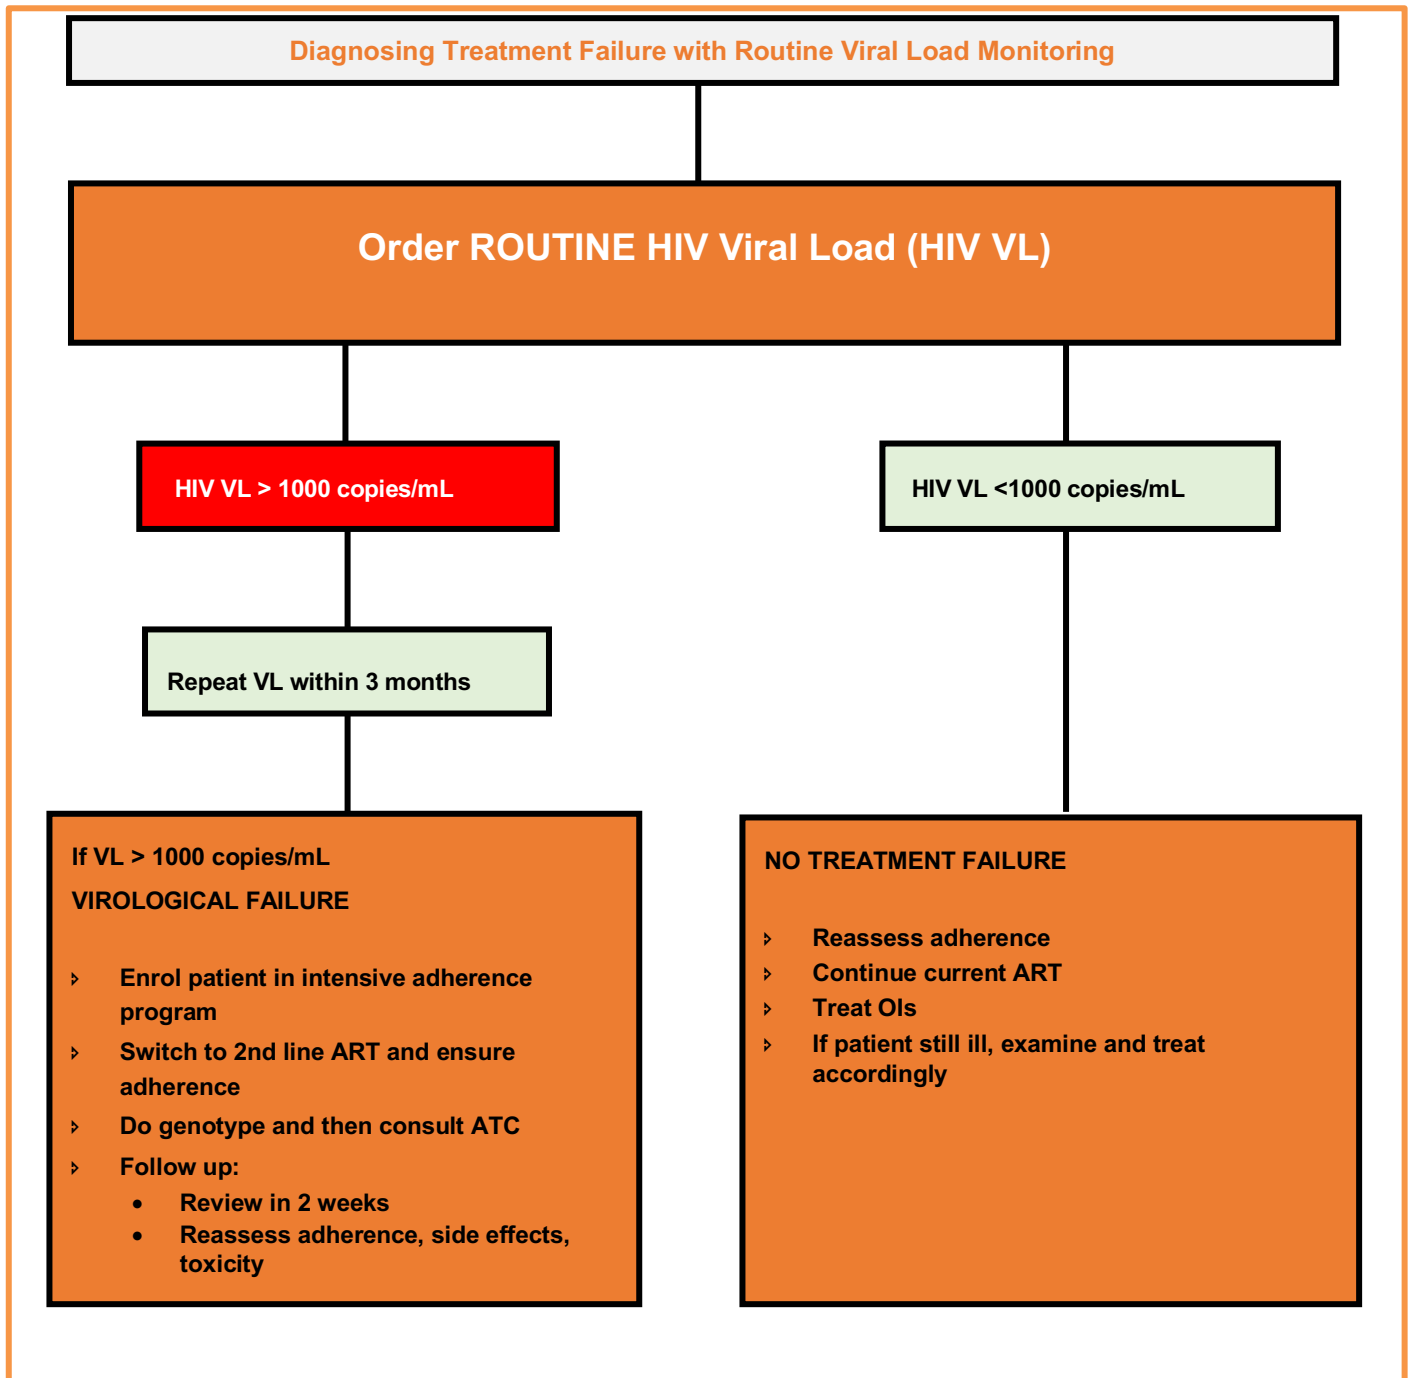 Diagnosing Treatment Failure with Routine Viral Load Monitoring
Order ROUTINE HIV Viral Load (HIV VL)
HIV VL > 1000 copies/mL
HIV VL <1000 copies/mL
Repeat VL within 3 months
If VL > 1000 copies/mL
VIROLOGICAL FAILURE
Enrol patient in intensive adherence
program
Switch to 2nd line ART and ensure
adherence
Do genotype and then consult ATC
Follow up:
• Review in 2 weeks
• Reassess adherence, side effects,
toxicity
NO TREATMENT FAILURE
Reassess adherence
Continue current ART
Treat OIs
If patient still ill, examine and treat
accordingly